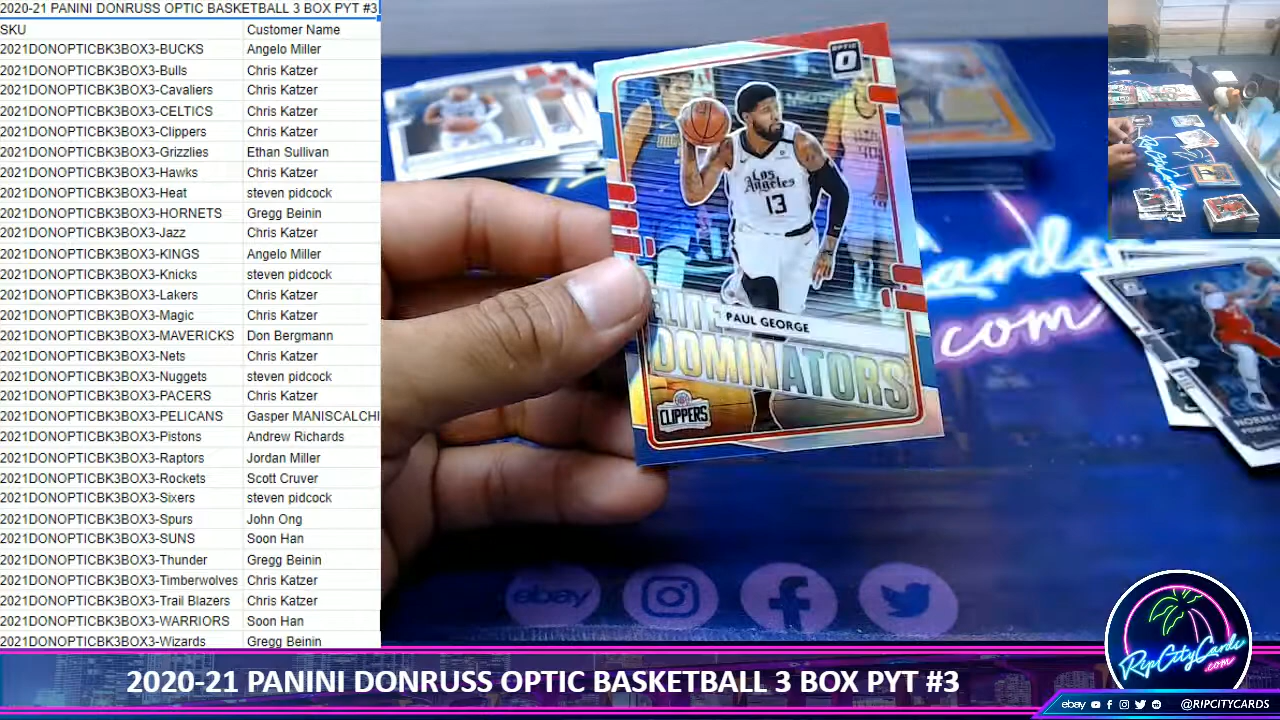 2020-21 PANINI DONRUSS OPTIC BASKETBALL 3 BOX PYT #3
SKU Customer Name
2021DONOPTICBK3BOX3-BUCKS Angelo Miller
2021DONOPTICBK3BOX3-Bulls Chris Katzer
2021DONOPTICBK3BOX3-Cavaliers Chris Katzer
2021DONOPTICBK3BOX3-CELTICS Chris Katzer
2021DONOPTICBK3BOX3-Clippers Chris Katzer
2021DONOPTICBK3BOX3-Grizzlies Ethan Sullivan
2021DONOPTICBK3BOX3-Hawks Chris Katzer
2021DONOPTICBK3BOX3-Heat steven pidcock
2021DONOPTICBK3BOX3-HORNETS Gregg Beinin
2021DONOPTICBK3BOX3-Jazz Chris Katzer
2021DONOPTICBK3BOX3-KINGS Angelo Miller
2021DONOPTICBK3BOX3-Knicks steven pidcock
2021DONOPTICBK3BOX3-Lakers Chris Katzer
2021DONOPTICBK3BOX3-Magic Chris Katzer
2021DONOPTICBK3BOX3-MAVERICKS Don Bergmann
2021DONOPTICBK3BOX3-Nets Chris Katzer
2021DONOPTICBK3BOX3-Nuggets steven pidcock
2021DONOPTICBK3BOX3-PACERS Chris Katzer
2021DONOPTICBK3BOX3-PELICANS Gasper MANISCALCHI
2021DONOPTICBK3BOX3-Pistons Andrew Richards
2021DONOPTICBK3BOX3-Raptors Jordan Miller
2021DONOPTICBK3BOX3-Rockets Scott Cruver
2021DONOPTICBK3BOX3-Sixers steven pidcock
2021DONOPTICBK3BOX3-Spurs John Ong
2021DONOPTICBK3BOX3-SUNS Soon Han
2021DONOPTICBK3BOX3-Thunder Gregg Beinin
2021DONOPTICBK3BOX3-Timberwolves Chris Katzer
2021DONOPTICBK3BOX3-Trail Blazers Chris Katzer
2021DONOPTICBK3BOX3-WARRIORS Soon Han
2021DONOPTICBK3BOX3-Wizards Gregg Beinin
OPTIC
Los
Angeles
13
PAUL GEORGE
ELITE
DOMINATORS
CLIPPERS
Cards
.com
ebay
RipCityCards
.com
2020-21 PANINI DONRUSS OPTIC BASKETBALL 3 BOX PYT #3
ebay @RIPCITYCARDS